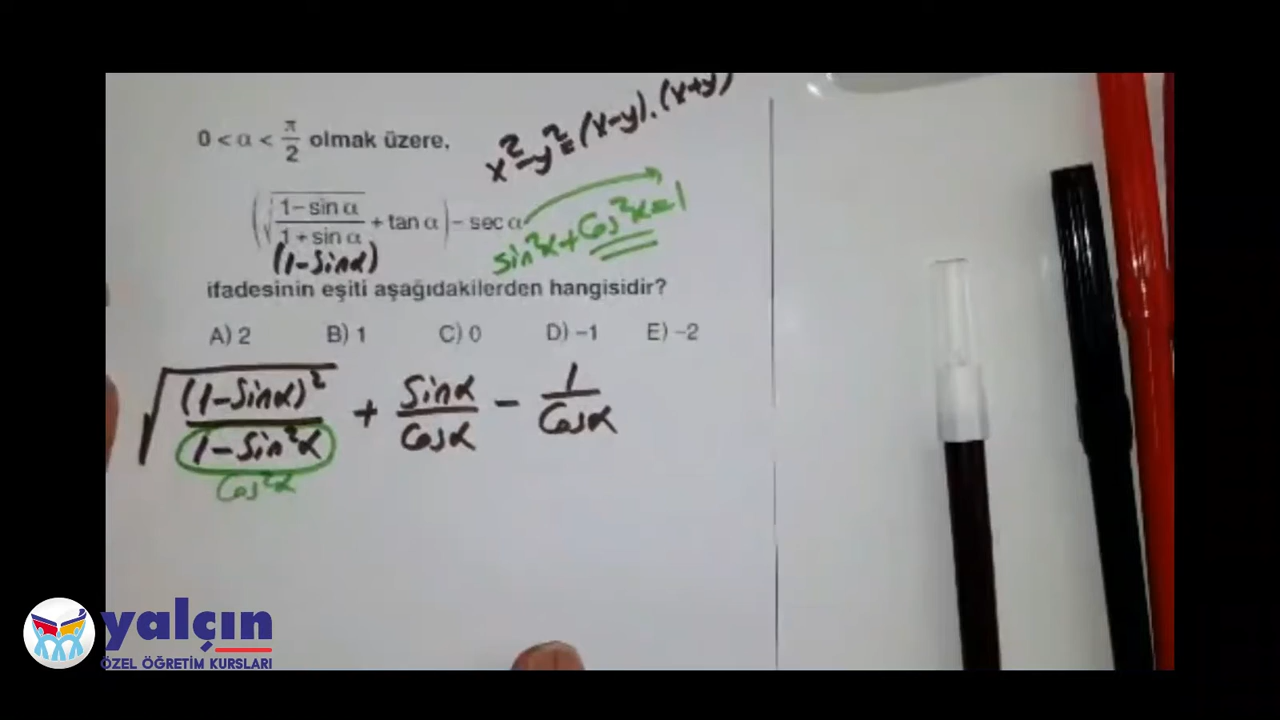 x²-y²=(x-y).(x+y)
0 < α < π/2 olmak üzere,
(√((1-sin α)/(1+sin α)) + tan α) - sec α
(1-Sinα)
sin²α+Cos²α=1
ifadesinin eşiti aşağıdakilerden hangisidir?
A) 2 B) 1 C) 0 D) -1 E) -2
√((1-Sinα)²/(1-Sin²α)) + Sinα/Cosα - 1/Cosα
Cos²α
yalçın
ÖZEL ÖĞRETİM KURSLARI